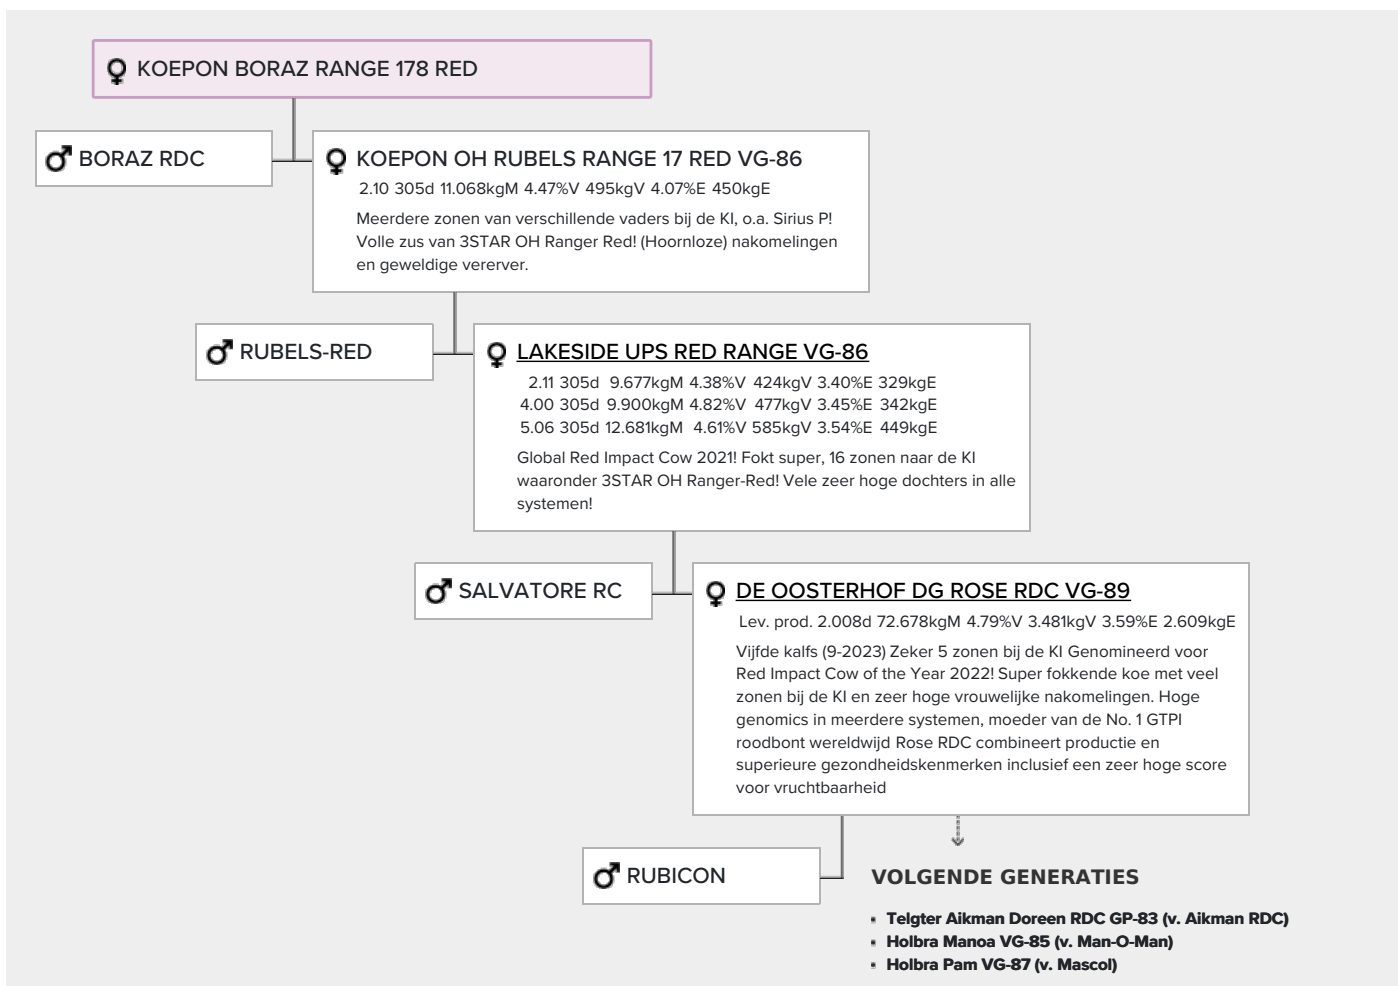 KOEPON BORAZ RANGE 178 RED
BORAZ RDC
KOEPON OH RUBELS RANGE 17 RED VG-86
2.10 305d 11.068kgM 4.47%V 495kgV 4.07%E 450kgE
Meerdere zonen van verschillende vaders bij de KI, o.a. Sirius P!
Volle zus van 3STAR OH Ranger Red! (Hoornloze) nakomelingen
en geweldige vererver.
RUBELS-RED
LAKESIDE UPS RED RANGE VG-86
2.11 305d 9.677kgM 4.38%V 424kgV 3.40%E 329kgE
4.00 305d 9.900kgM 4.82%V 477kgV 3.45%E 342kgE
5.06 305d 12.681kgM 4.61%V 585kgV 3.54%E 449kgE
Global Red Impact Cow 2021! Fokt super, 16 zonen naar de KI
waaronder 3STAR OH Ranger-Red! Vele zeer hoge dochters in alle
systemen!
SALVATORE RC
DE OOSTERHOF DG ROSE RDC VG-89
Lev. prod. 2.008d 72.678kgM 4.79%V 3.481kgV 3.59%E 2.609kgE
Vijfde kalfs (9-2023) Zeker 5 zonen bij de KI Genomineerd voor
Red Impact Cow of the Year 2022! Super fokkende koe met veel
zonen bij de KI en zeer hoge vrouwelijke nakomelingen. Hoge
genomics in meerdere systemen, moeder van de No. 1 GTPI
roodbont wereldwijd Rose RDC combineert productie en
superieure gezondheidskenmerken inclusief een zeer hoge score
voor vruchtbaarheid
RUBICON
VOLGENDE GENERATIES
Telgter Aikman Doreen RDC GP-83 (v. Aikman RDC)
Holbra Manoa VG-85 (v. Man-O-Man)
Holbra Pam VG-87 (v. Mascol)